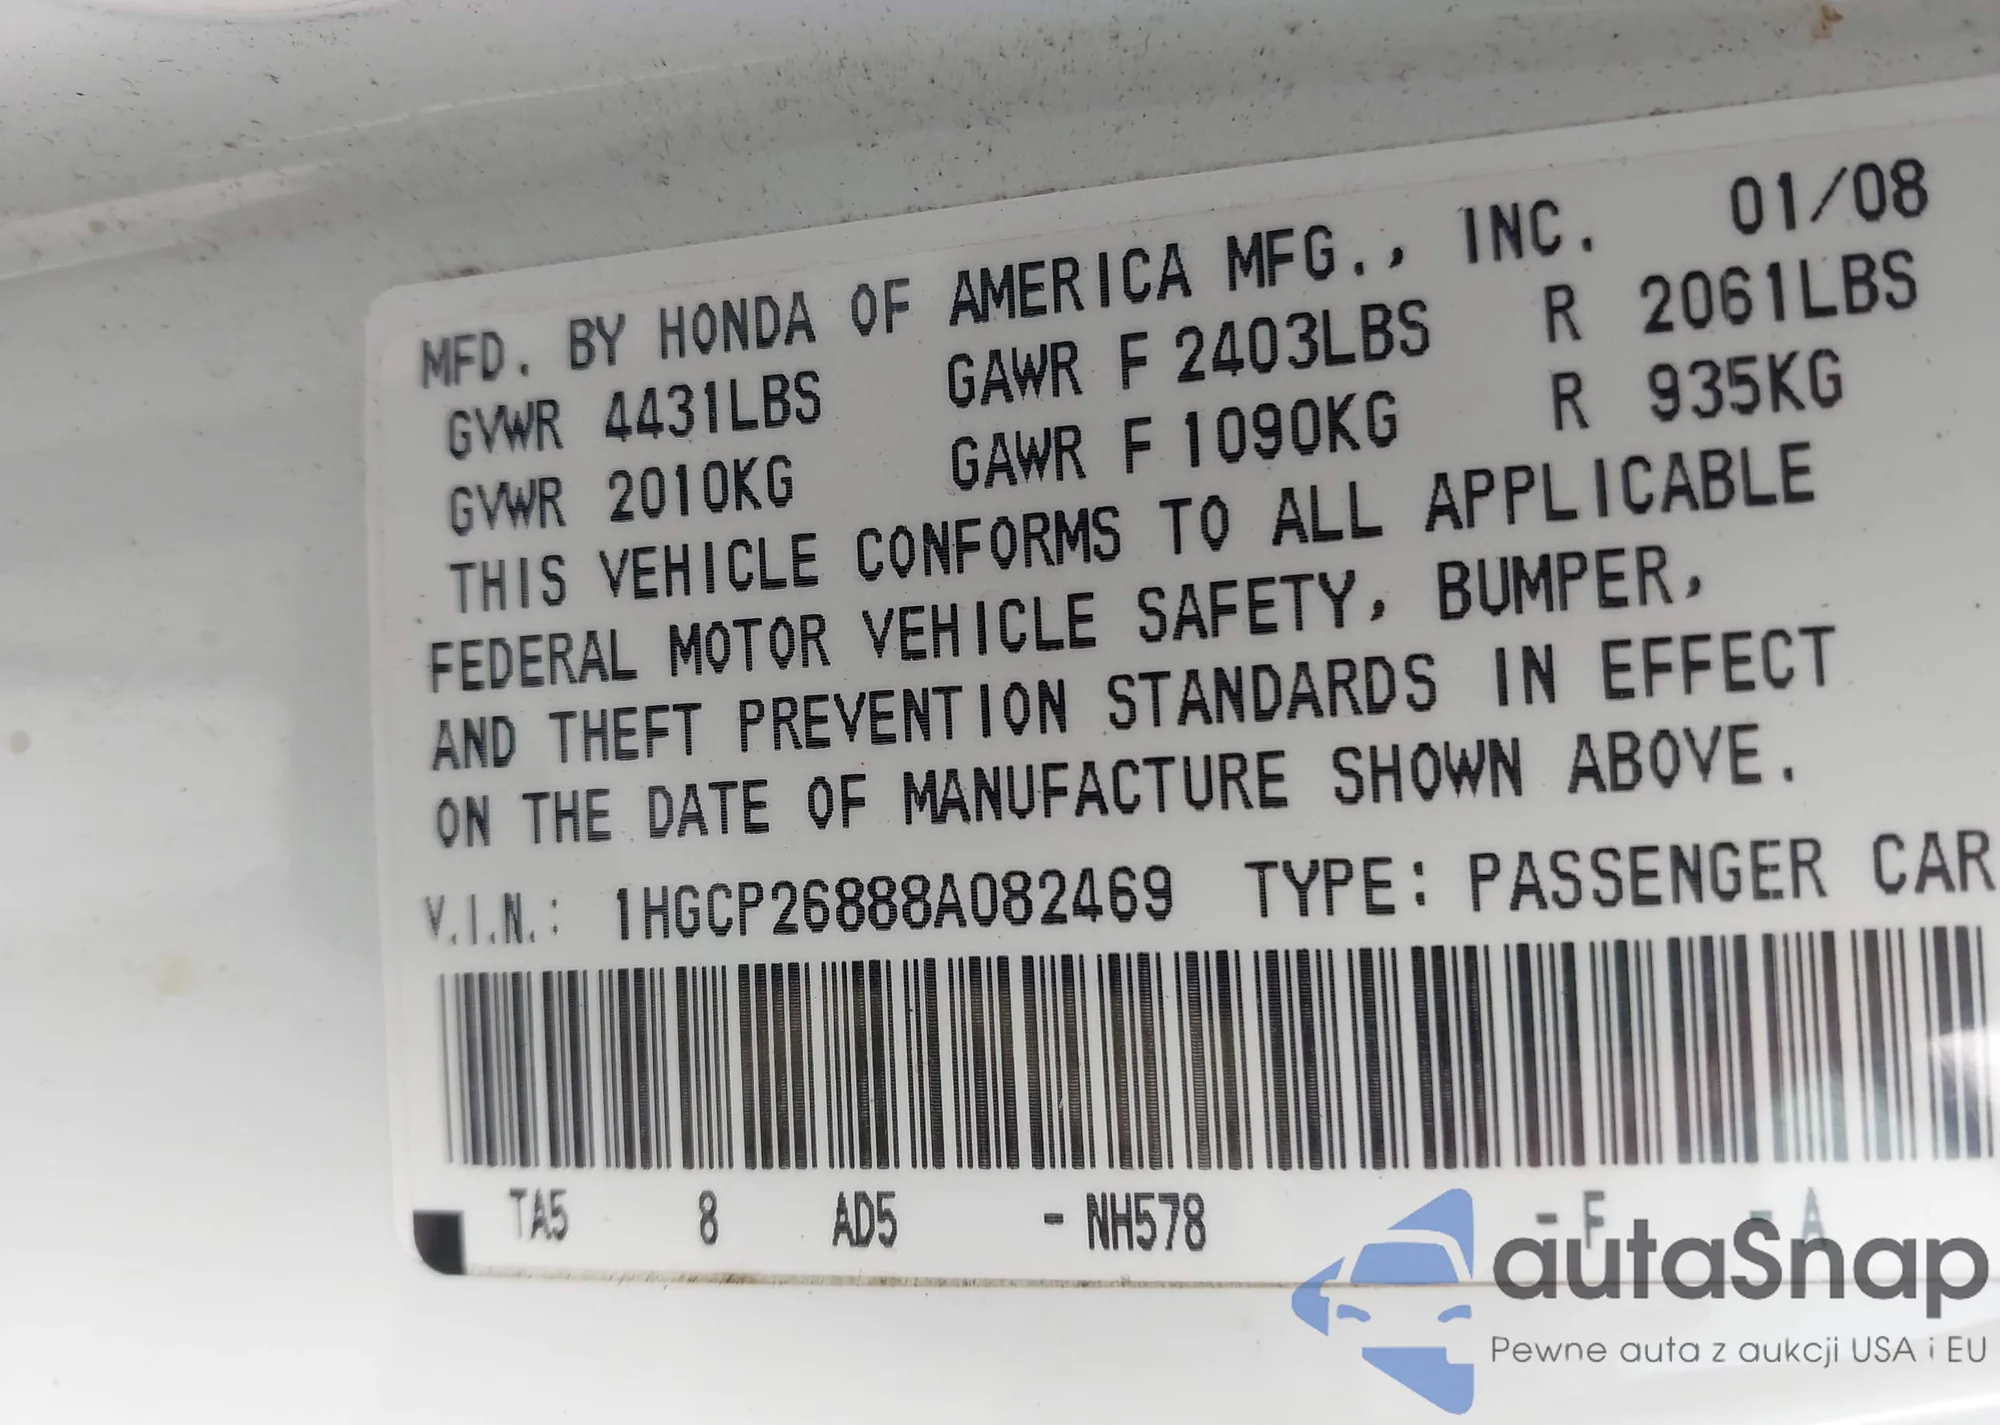 MFD. BY HONDA OF AMERICA MFG., INC. 01/08
GVWR 4431LBS GAWR F 2403LBS R 2061LBS
GVWR 2010KG GAWR F 1090KG R 935KG
THIS VEHICLE CONFORMS TO ALL APPLICABLE
FEDERAL MOTOR VEHICLE SAFETY, BUMPER,
AND THEFT PREVENTION STANDARDS IN EFFECT
ON THE DATE OF MANUFACTURE SHOWN ABOVE.
V.I.N.: 1HGCP26888A082469 TYPE: PASSENGER CAR
TA5 8 AD5 -NH578 -F -A
autaSnap
Pewne auta z aukcji USA i EU